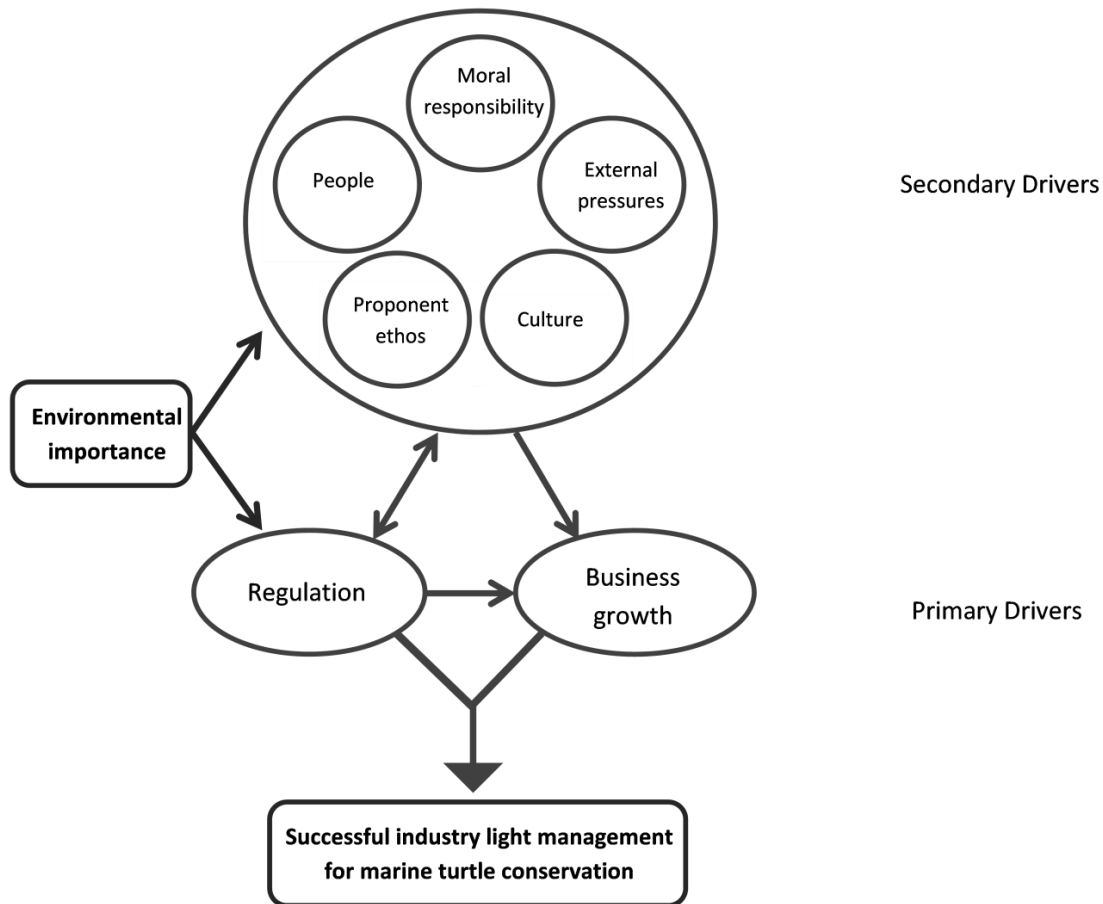 Moral
responsibility
People
External
pressures
Secondary Drivers
Proponent
ethos
Culture
Environmental
importance
Regulation
Business
growth
Primary Drivers
Successful industry light management
for marine turtle conservation